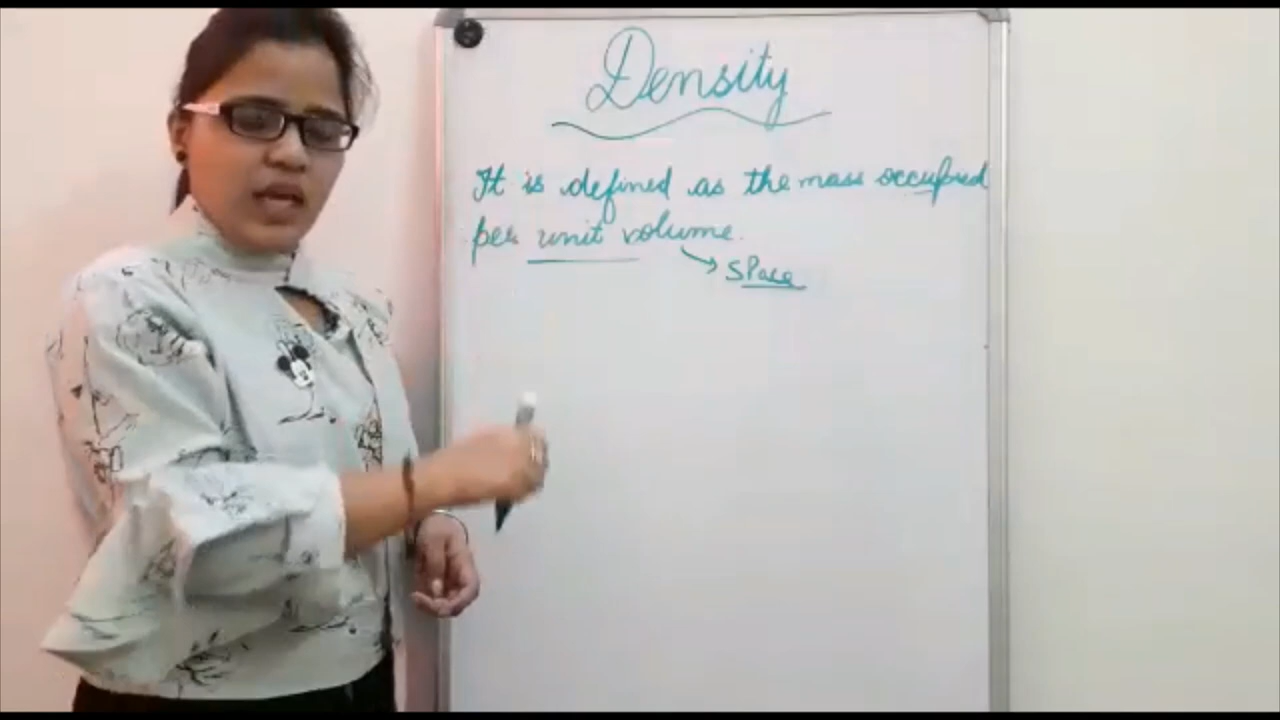 Density
It is defined as the mass occupied
per unit volume.
Space